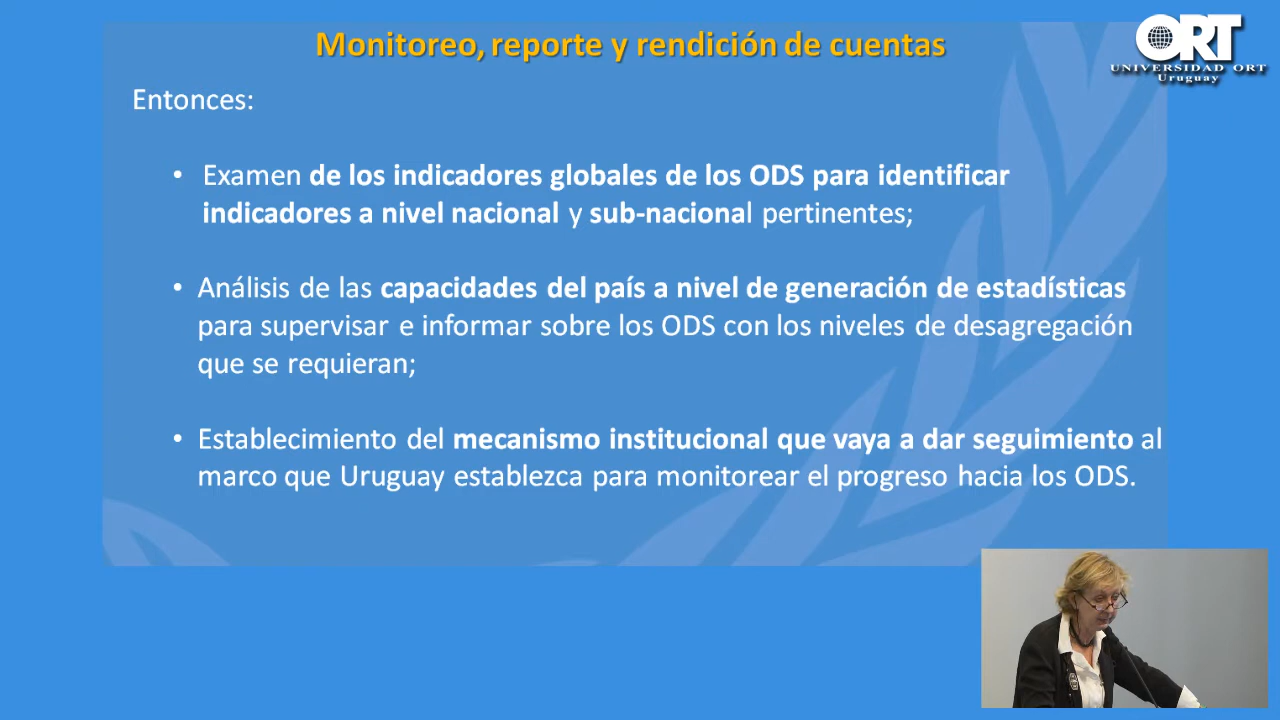 Monitoreo, reporte y rendición de cuentas
ORT
UNIVERSIDAD ORT
Uruguay
Entonces:
• Examen de los indicadores globales de los ODS para identificar
indicadores a nivel nacional y sub-nacional pertinentes;
• Análisis de las capacidades del país a nivel de generación de estadísticas
para supervisar e informar sobre los ODS con los niveles de desagregación
que se requieran;
• Establecimiento del mecanismo institucional que vaya a dar seguimiento al
marco que Uruguay establezca para monitorear el progreso hacia los ODS.